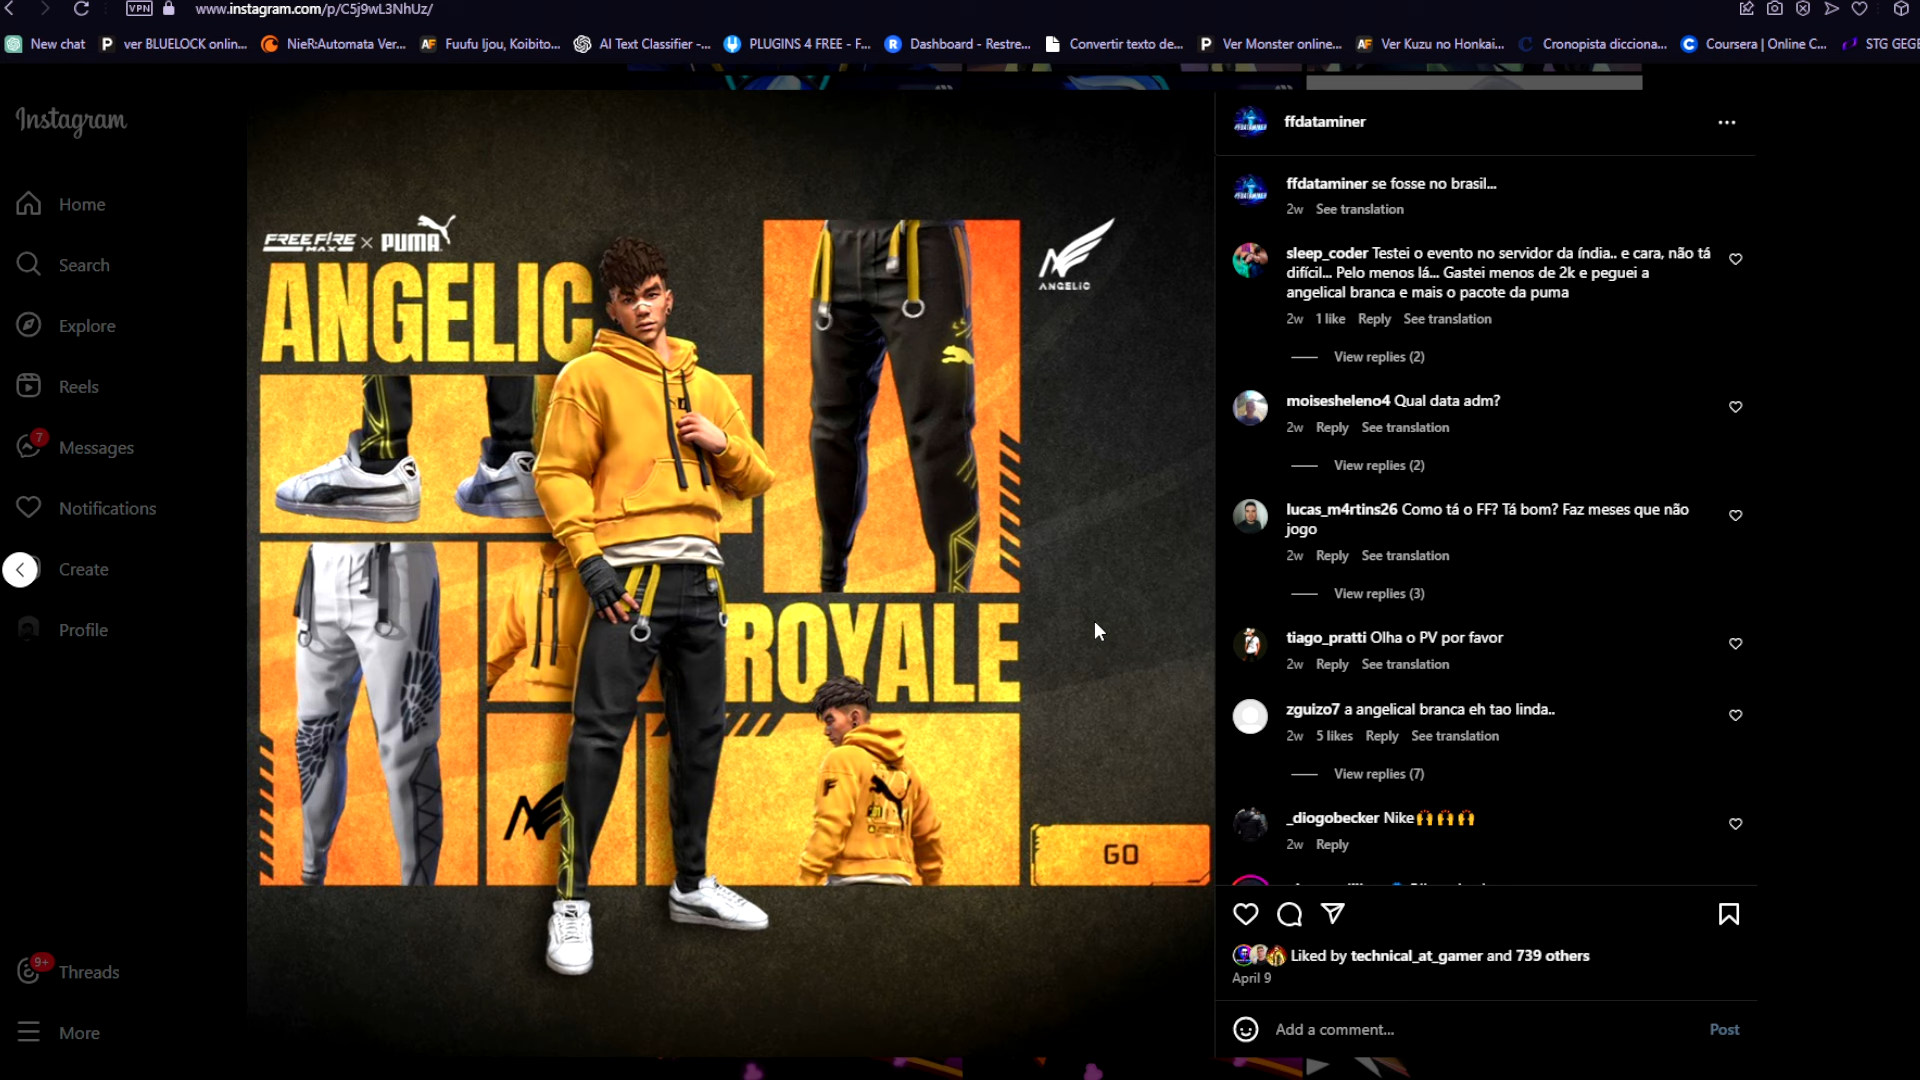 VPN www.instagram.com/p/C5j9wL3NhUz/
New chat ver BLUELOCK onlin... NieR:Automata Ver... Fuufu Ijou, Koibito... AI Text Classifier -... PLUGINS 4 FREE - F... Dashboard - Restre... Convertir texto de... Ver Monster online... Ver Kuzu no Honkai... Cronopista dicciona... Coursera | Online C... STG GEGE
Instagram
Home
Search
Explore
Reels
7
Messages
Notifications
Create
Profile
9+
Threads
More
FREE FIRE
MAX
× PUMA
ANGELIC
ANGELIC
ROYALE
GO
ffdataminer
ffdataminer se fosse no brasil...
2w See translation
sleep_coder Testei o evento no servidor da índia.. e cara, não tá
difícil... Pelo menos lá... Gastei menos de 2k e peguei a
angelical branca e mais o pacote da puma
2w 1 like Reply See translation
View replies (2)
moisesheleno4 Qual data adm?
2w Reply See translation
View replies (2)
lucas_m4rtins26 Como tá o FF? Tá bom? Faz meses que não
jogo
2w Reply See translation
View replies (3)
tiago_pratti Olha o PV por favor
2w Reply See translation
zguizo7 a angelical branca eh tao linda..
2w 5 likes Reply See translation
View replies (7)
_diogobecker Nike🙌🙌🙌
2w Reply
Liked by technical_at_gamer and 739 others
April 9
Add a comment...
Post